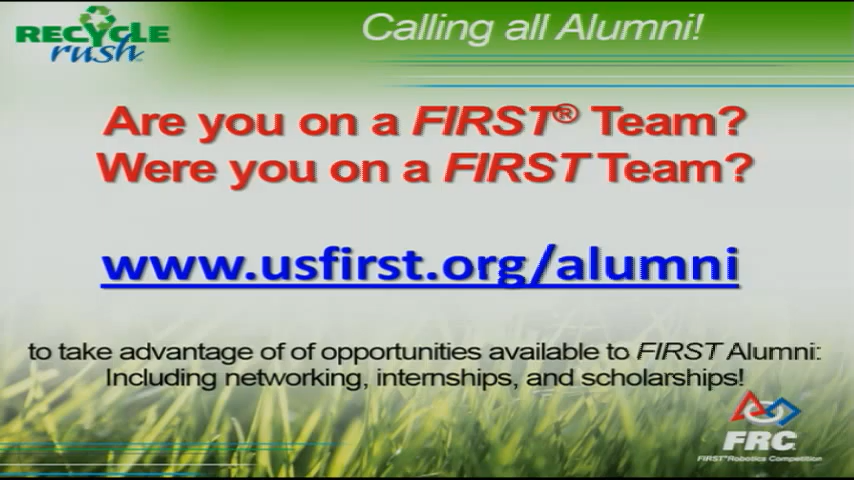 RECYCLE
rush
Calling all Alumni!
Are you on a FIRST® Team?
Were you on a FIRST Team?
www.usfirst.org/alumni
to take advantage of of opportunities available to FIRST Alumni:
Including networking, internships, and scholarships!
FRC
FIRST® Robotics Competition